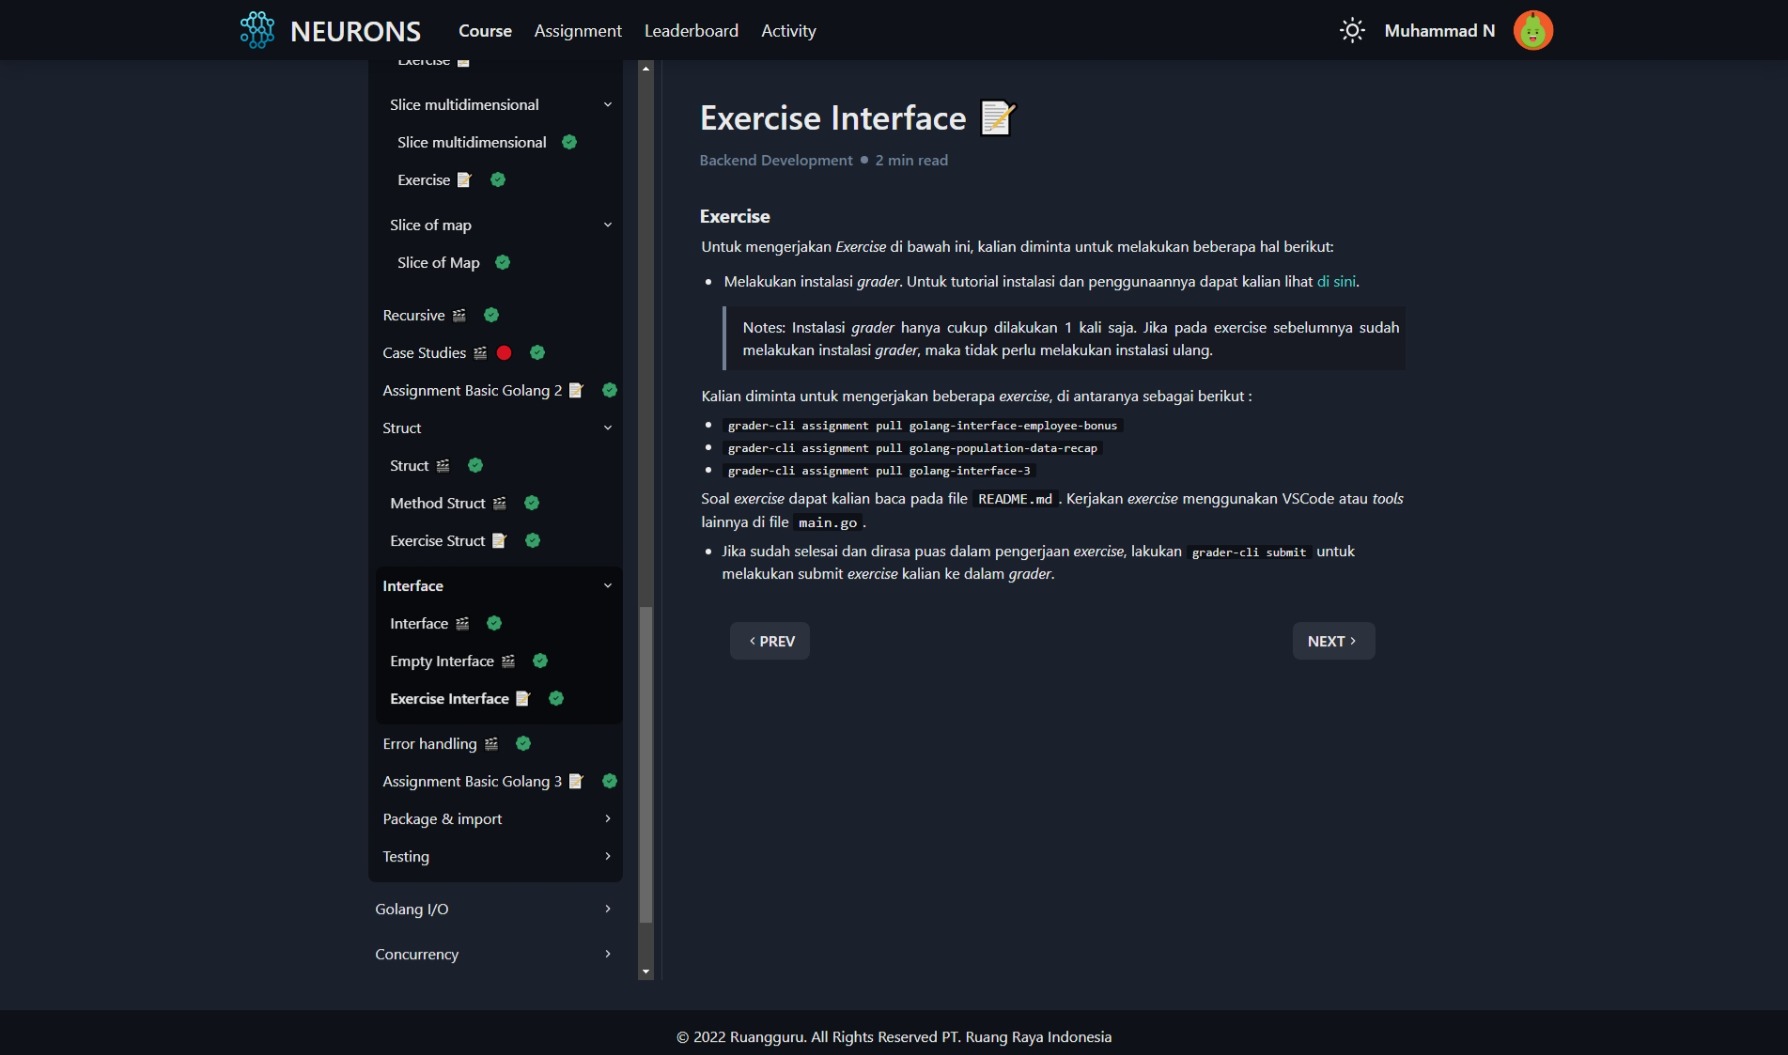 NEURONS
Course
Assignment
Leaderboard
Activity
Muhammad N
Exercise
Slice multidimensional
Slice multidimensional
Exercise
Slice of map
Slice of Map
Recursive
Case Studies
Assignment Basic Golang 2
Struct
Struct
Method Struct
Exercise Struct
Interface
Interface
Empty Interface
Exercise Interface
Error handling
Assignment Basic Golang 3
Package & import
Testing
Golang I/O
Concurrency
Exercise Interface
Backend Development • 2 min read
Exercise
Untuk mengerjakan Exercise di bawah ini, kalian diminta untuk melakukan beberapa hal berikut:
• Melakukan instalasi grader. Untuk tutorial instalasi dan penggunaannya dapat kalian lihat di sini.
Notes: Instalasi grader hanya cukup dilakukan 1 kali saja. Jika pada exercise sebelumnya sudah
melakukan instalasi grader, maka tidak perlu melakukan instalasi ulang.
Kalian diminta untuk mengerjakan beberapa exercise, di antaranya sebagai berikut :
• grader-cli assignment pull golang-interface-employee-bonus
• grader-cli assignment pull golang-population-data-recap
• grader-cli assignment pull golang-interface-3
Soal exercise dapat kalian baca pada file README.md. Kerjakan exercise menggunakan VSCode atau tools
lainnya di file main.go.
• Jika sudah selesai dan dirasa puas dalam pengerjaan exercise, lakukan grader-cli submit untuk
melakukan submit exercise kalian ke dalam grader.
‹ PREV
NEXT ›
© 2022 Ruangguru. All Rights Reserved PT. Ruang Raya Indonesia